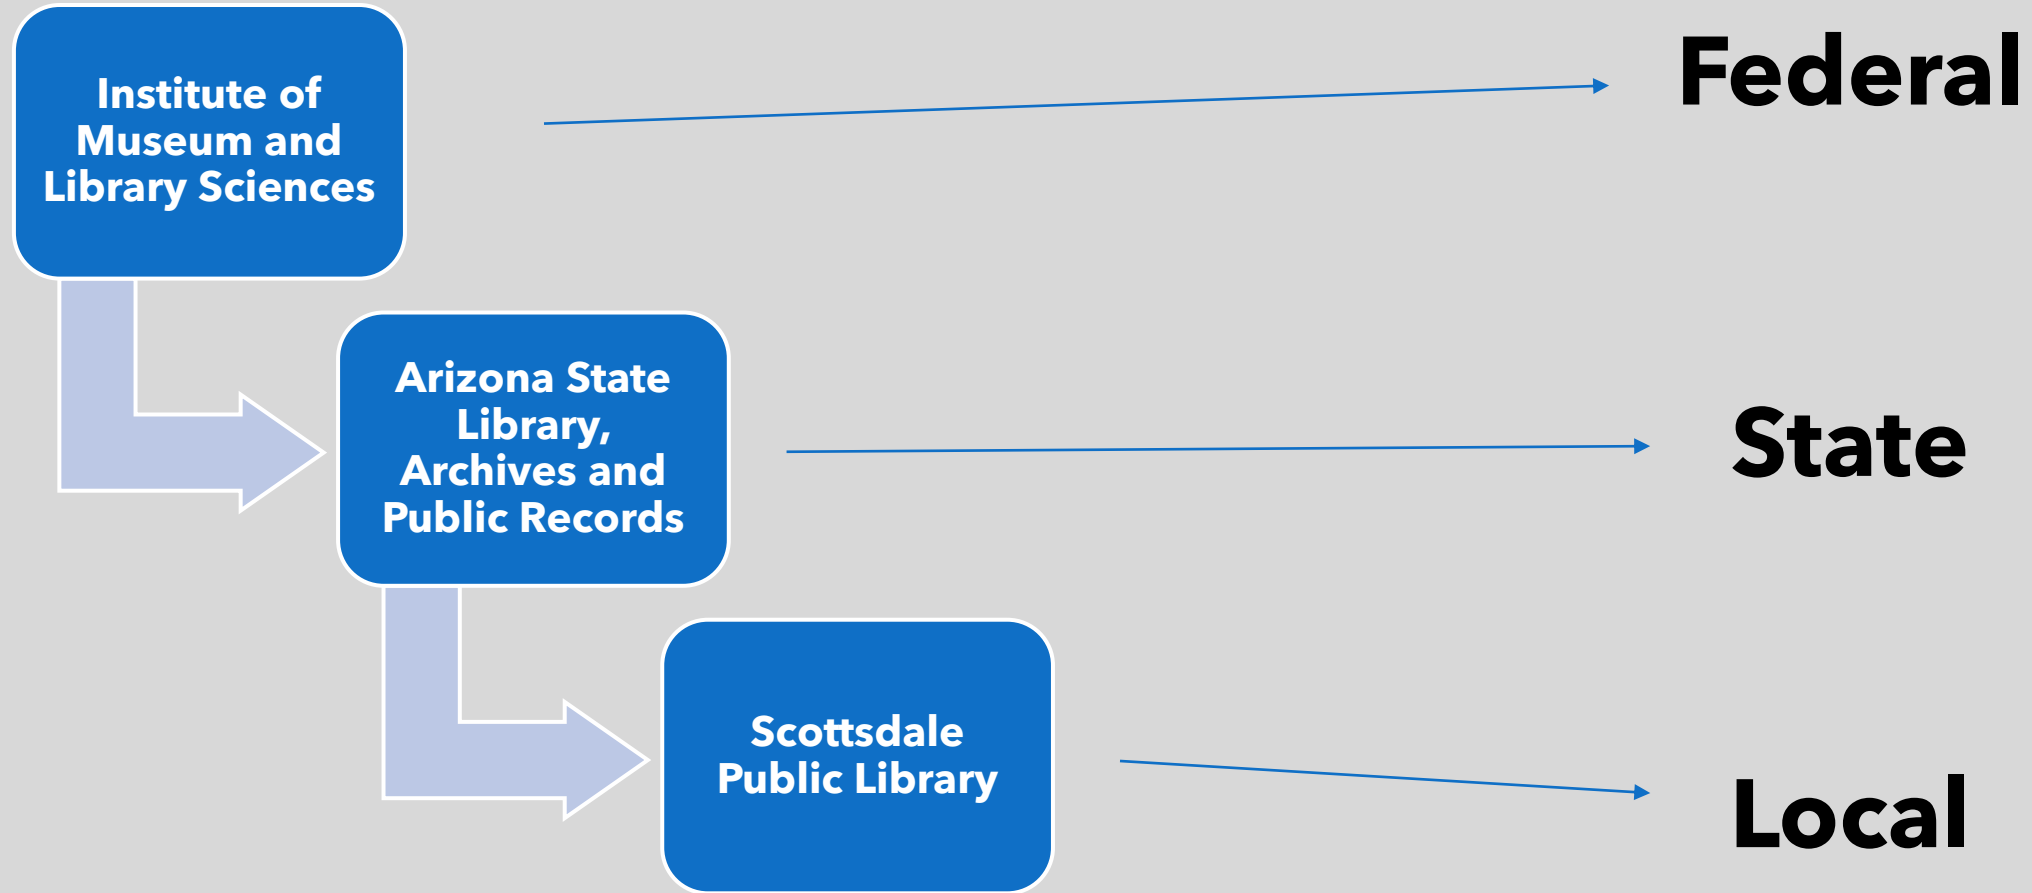 Institute of
Museum and
Library Sciences
Federal
Arizona State
Library,
Archives and
Public Records
State
Scottsdale
Public Library
Local